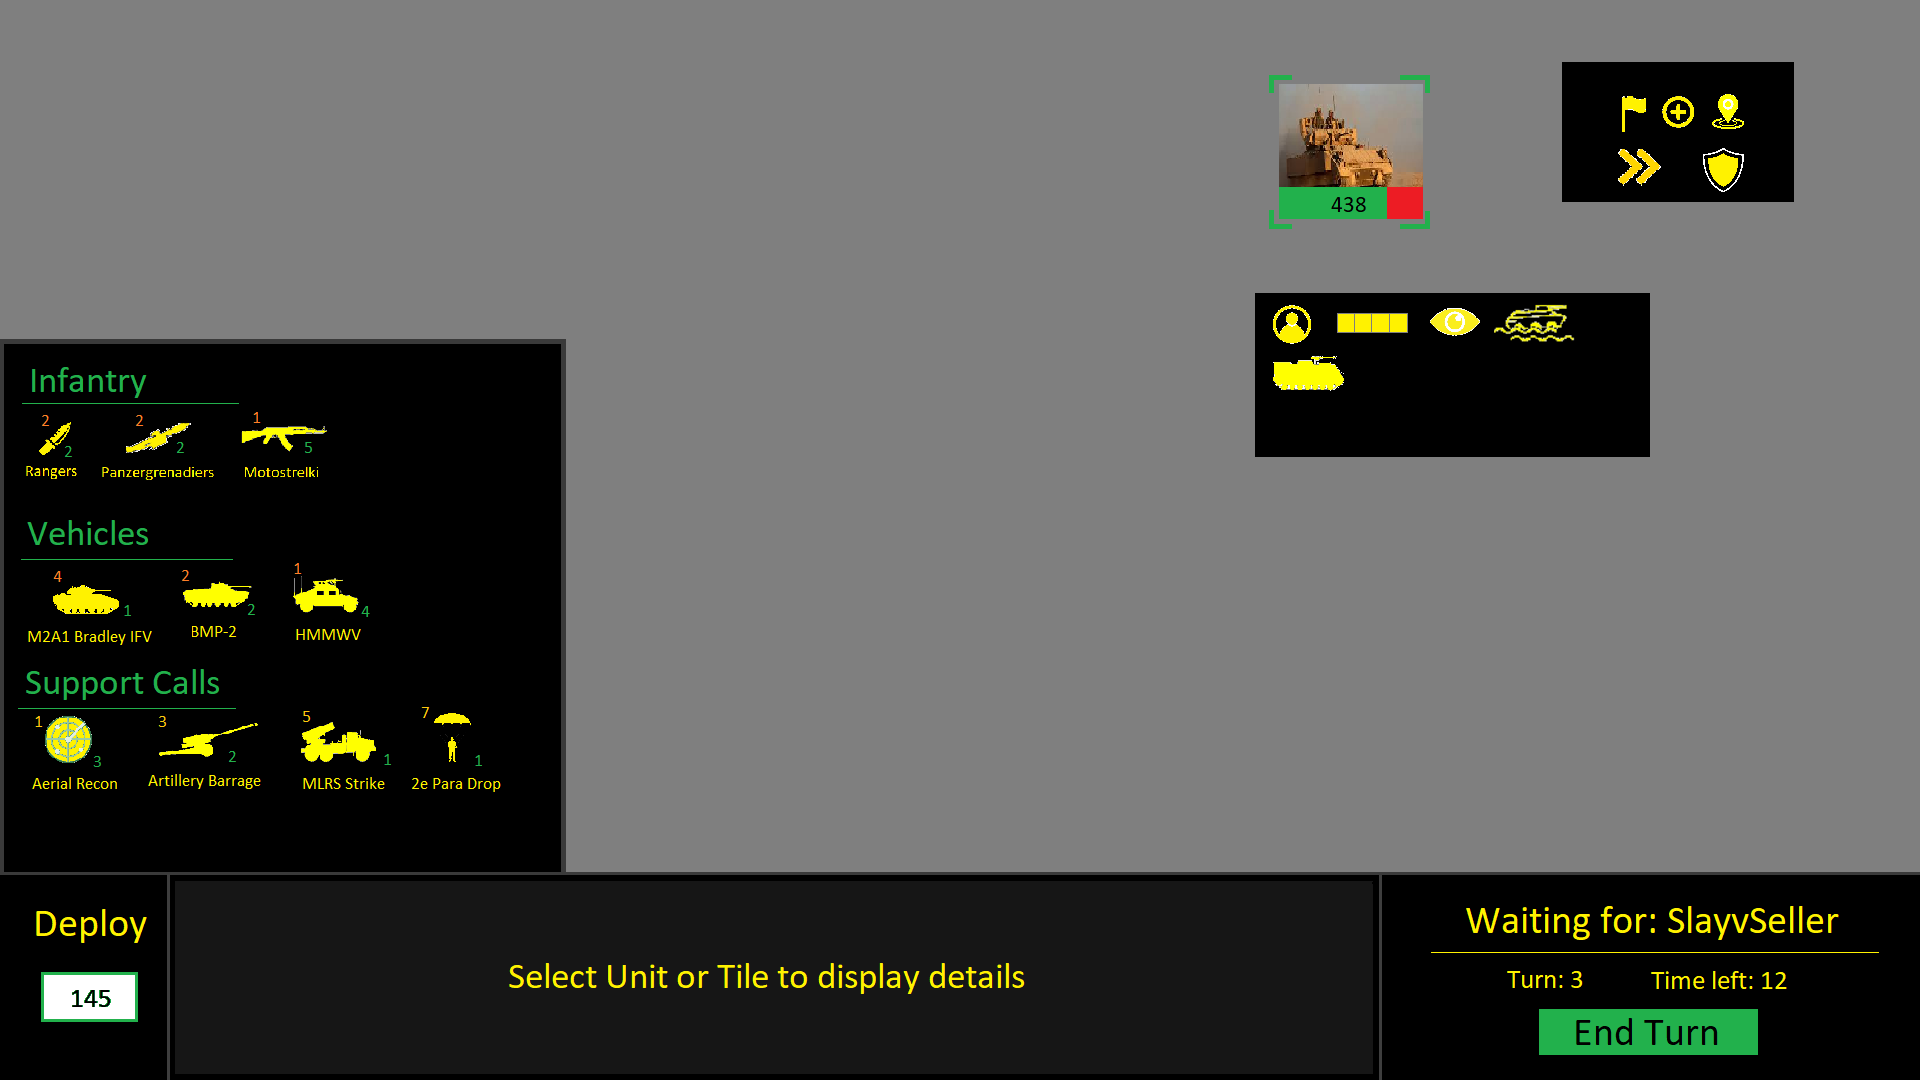 438
Infantry
2 2 1
2 2 5
Rangers Panzergrenadiers Motostrelki
Vehicles
4 2 1
1 2 4
M2A1 Bradley IFV BMP-2 HMMWV
Support Calls
1 3 5 7
3 2 1 1
Aerial Recon Artillery Barrage MLRS Strike 2e Para Drop
Deploy
145
Select Unit or Tile to display details
Waiting for: SlayvSeller
Turn: 3 Time left: 12
End Turn